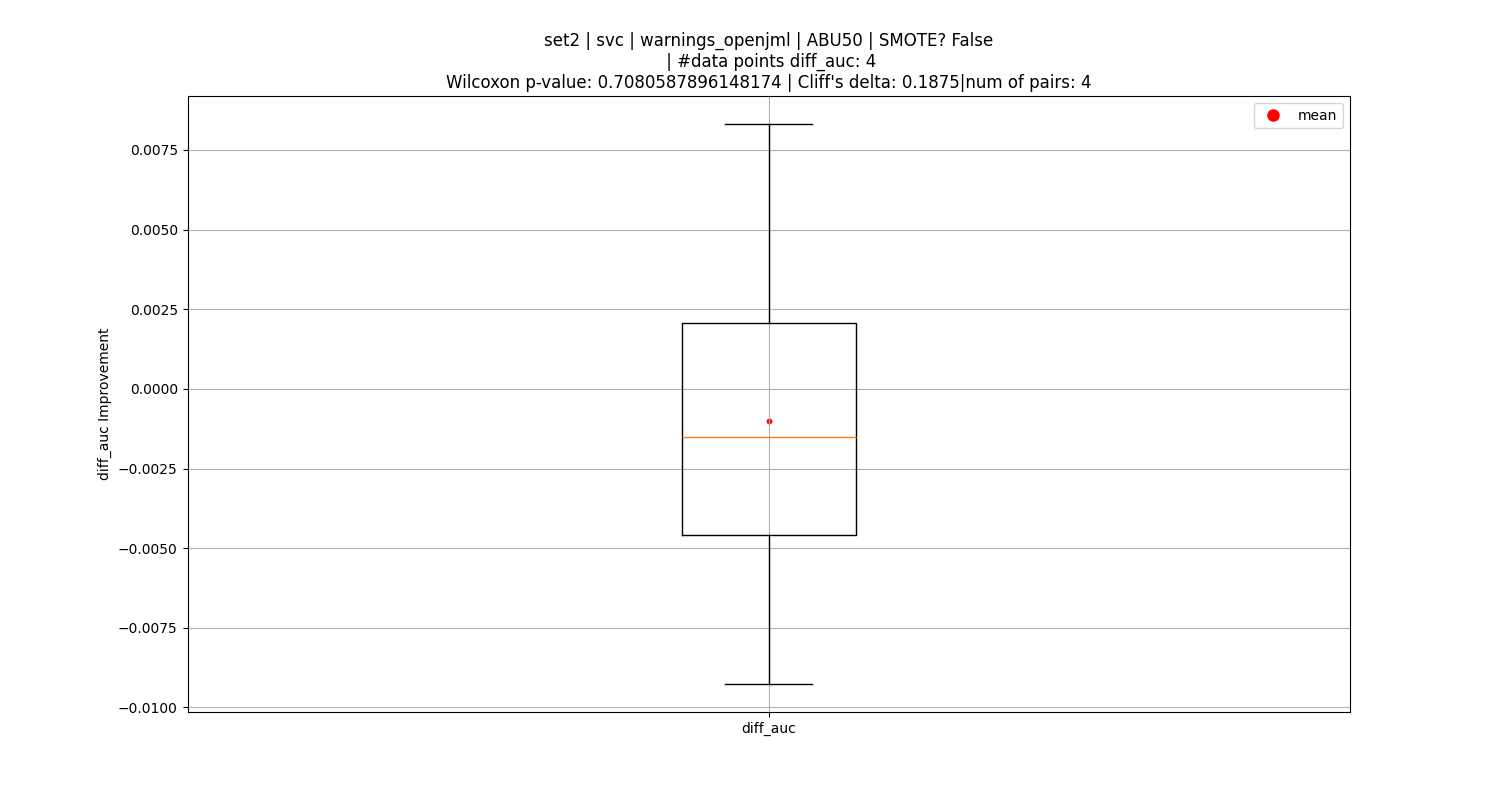 set2 | svc | warnings_openjml | ABU50 | SMOTE? False
| #data points diff_auc: 4
Wilcoxon p-value: 0.7080587896148174 | Cliff's delta: 0.1875|num of pairs: 4
mean
0.0075
0.0050
0.0025
0.0000
−0.0025
−0.0050
−0.0075
−0.0100
diff_auc Improvement
diff_auc